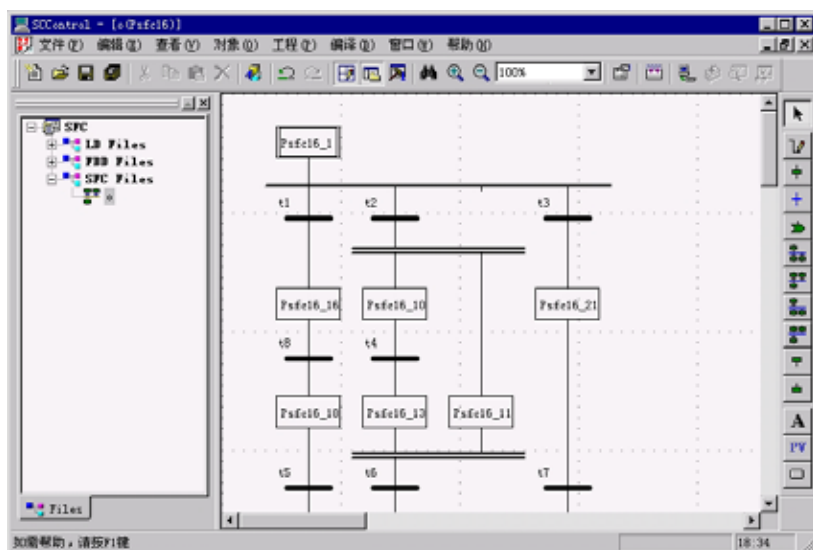 SCControl - [e(Psfc16)]
文件(F) 编辑(E) 查看(V) 对象(O) 工程(P) 编译(B) 窗口(W) 帮助(H)
100%
SFC
LD Files
FBD Files
SFC Files
e
Psfc16_1
t1 t2 t3
Psfc16_16 Psfc16_10 Psfc16_21
t8 t4
Psfc16_18 Psfc16_13 Psfc16_11
t5 t6 t7
A
PV
Files
如需帮助，请按F1键
18:34